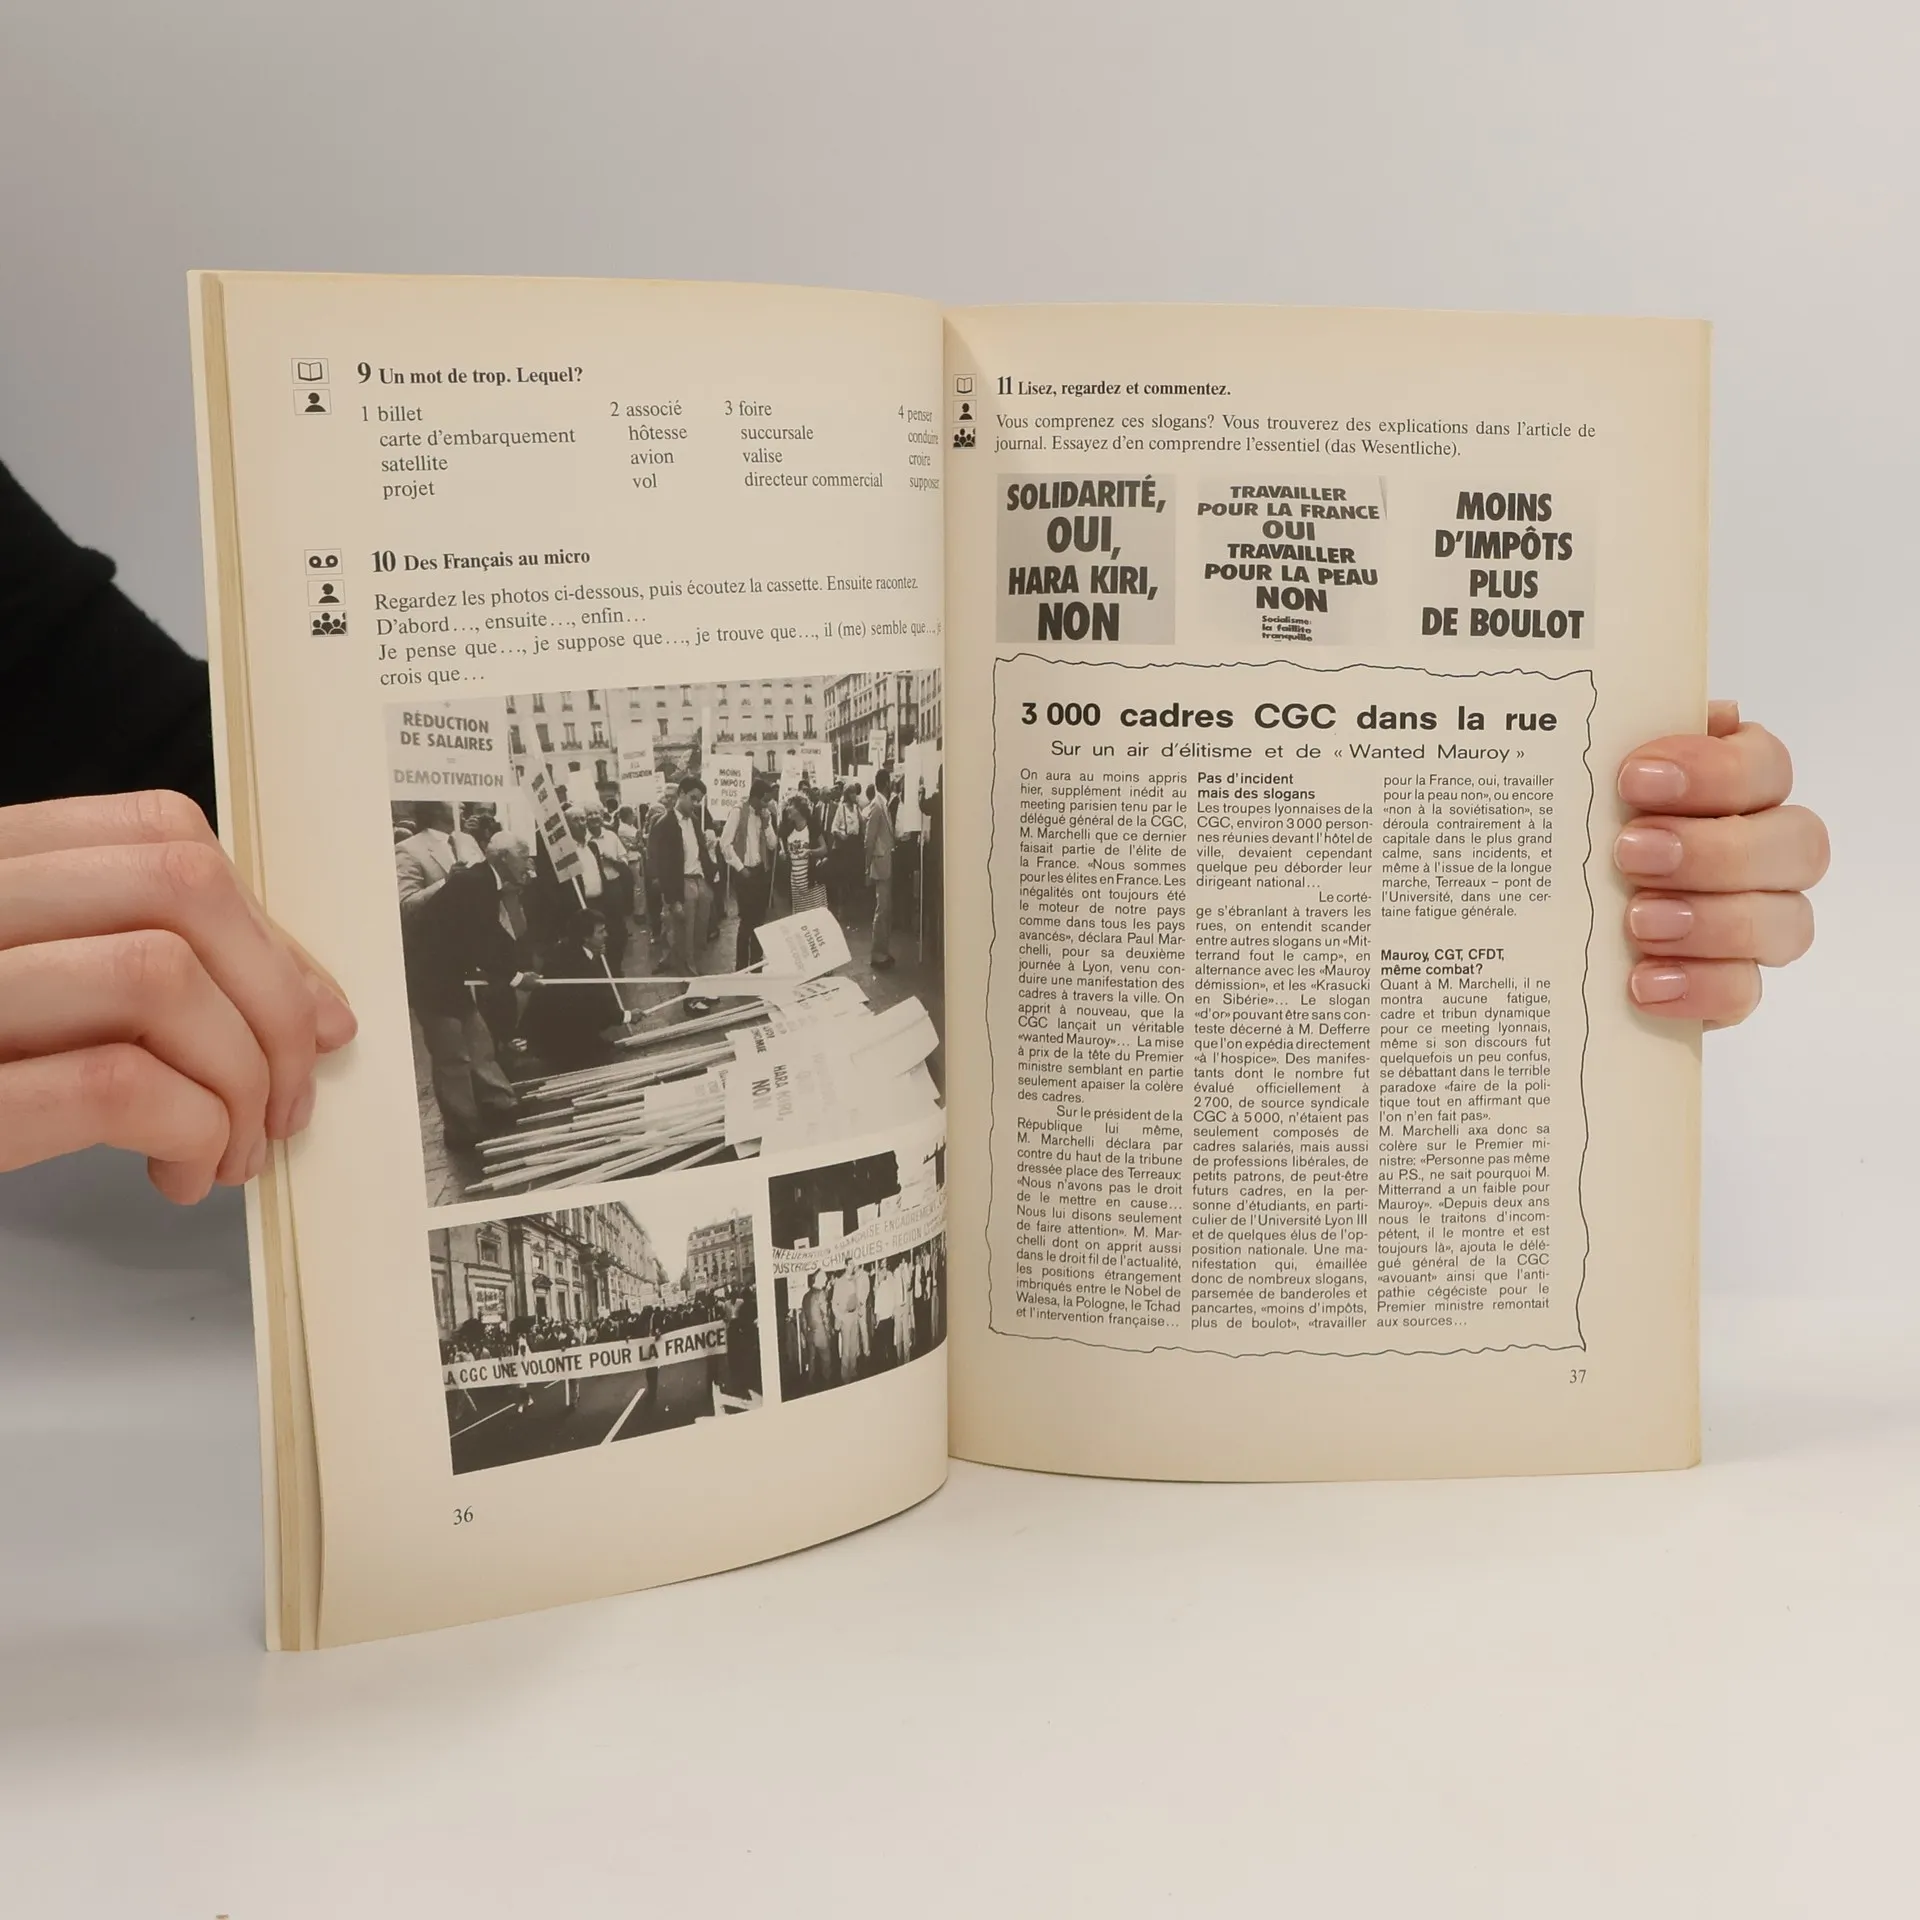 9 Un mot de trop. Lequel?
1 billet
carte d'embarquement
satellite
projet
2 associé
hôtesse
avion
vol
3 foire
succursale
valise
directeur commercial
4 penser
conduire
croire
supposer
10 Des Français au micro
Regardez les photos ci-dessous, puis écoutez la cassette. Ensuite racontez.
D'abord..., ensuite..., enfin...
Je pense que..., je suppose que..., je trouve que..., il (me) semble que..., je
crois que...
RÉDUCTION
DE SALAIRES
=
DÉMOTIVATION
MOINS
D'IMPÔTS
PLUS
DE BOULOT
PLUS
D'USINES
HARA KIRI,
NON
LA CGC UNE VOLONTE POUR LA FRANCE
CHIMIQUES - REGION
36
11 Lisez, regardez et commentez.
Vous comprenez ces slogans? Vous trouverez des explications dans l'article de
journal. Essayez d'en comprendre l'essentiel (das Wesentliche).
SOLIDARITÉ,
OUI,
HARA KIRI,
NON
TRAVAILLER
POUR LA FRANCE
OUI
TRAVAILLER
POUR LA PEAU
NON
Socialisme:
la faillite
tranquille
MOINS
D'IMPÔTS
PLUS
DE BOULOT
3 000 cadres CGC dans la rue
Sur un air d'élitisme et de « Wanted Mauroy »
On aura au moins appris
hier, supplément inédit au
meeting parisien tenu par le
délégué général de la CGC,
M. Marchelli que ce dernier
faisait partie de l'élite de
la France. «Nous sommes
pour les élites en France. Les
inégalités ont toujours été
le moteur de notre pays
comme dans tous les pays
avancés», déclara Paul Mar-
chelli, pour sa deuxième
journée à Lyon, venu con-
duire une manifestation des
cadres à travers la ville. On
apprit à nouveau, que la
CGC lançait un véritable
«wanted Mauroy»... La mise
à prix de la tête du Premier
ministre semblant en partie
seulement apaiser la colère
des cadres.
Sur le président de la
République lui même,
M. Marchelli déclara par
contre du haut de la tribune
dressée place des Terreaux:
«Nous n'avons pas le droit
de le mettre en cause...
Nous lui disons seulement
de faire attention». M. Mar-
chelli dont on apprit aussi
dans le droit fil de l'actualité,
les positions étrangement
imbriqués entre le Nobel de
Walesa, la Pologne, le Tchad
et l'intervention française...
Pas d'incident
mais des slogans
Les troupes lyonnaises de la
CGC, environ 3 000 person-
nes réunies devant l'hôtel de
ville, devaient cependant
quelque peu déborder leur
dirigeant national...
Le cortè-
ge s'ébranlant à travers les
rues, on entendit scander
entre autres slogans un «Mit-
terrand fout le camp», en
alternance avec les «Mauroy
démission», et les «Krasucki
en Sibérie»... Le slogan
«d'or» pouvant être sans con-
teste décerné à M. Defferre
que l'on expédia directement
«à l'hospice». Des manifes-
tants dont le nombre fut
évalué officiellement à
2 700, de source syndicale
CGC à 5 000, n'étaient pas
seulement composés de
cadres salariés, mais aussi
de professions libérales, de
petits patrons, de peut-être
futurs cadres, en la per-
sonne d'étudiants, en parti-
culier de l'Université Lyon III
et de quelques élus de l'op-
position nationale. Une ma-
nifestation qui, émaillée
donc de nombreux slogans,
parsemée de banderoles et
pancartes, «moins d'impôts,
plus de boulot», «travailler
pour la France, oui, travailler
pour la peau non», ou encore
«non à la soviétisation», se
déroula contrairement à la
capitale dans le plus grand
calme, sans incidents, et
même à l'issue de la longue
marche, Terreaux – pont de
l'Université, dans une cer-
taine fatigue générale.
Mauroy, CGT, CFDT,
même combat?
Quant à M. Marchelli, il ne
montra aucune fatigue,
cadre et tribun dynamique
pour ce meeting lyonnais,
même si son discours fut
quelquefois un peu confus,
se débattant dans le terrible
paradoxe «faire de la poli-
tique tout en affirmant que
l'on n'en fait pas».
M. Marchelli axa donc sa
colère sur le Premier mi-
nistre: «Personne pas même
au P.S., ne sait pourquoi M.
Mitterrand a un faible pour
Mauroy». «Depuis deux ans
nous le traitons d'incom-
pétent, il le montre et est
toujours là», ajouta le délé-
gué général de la CGC
«avouant» ainsi que l'anti-
pathie cégéciste pour le
Premier ministre remontait
aux sources...
37